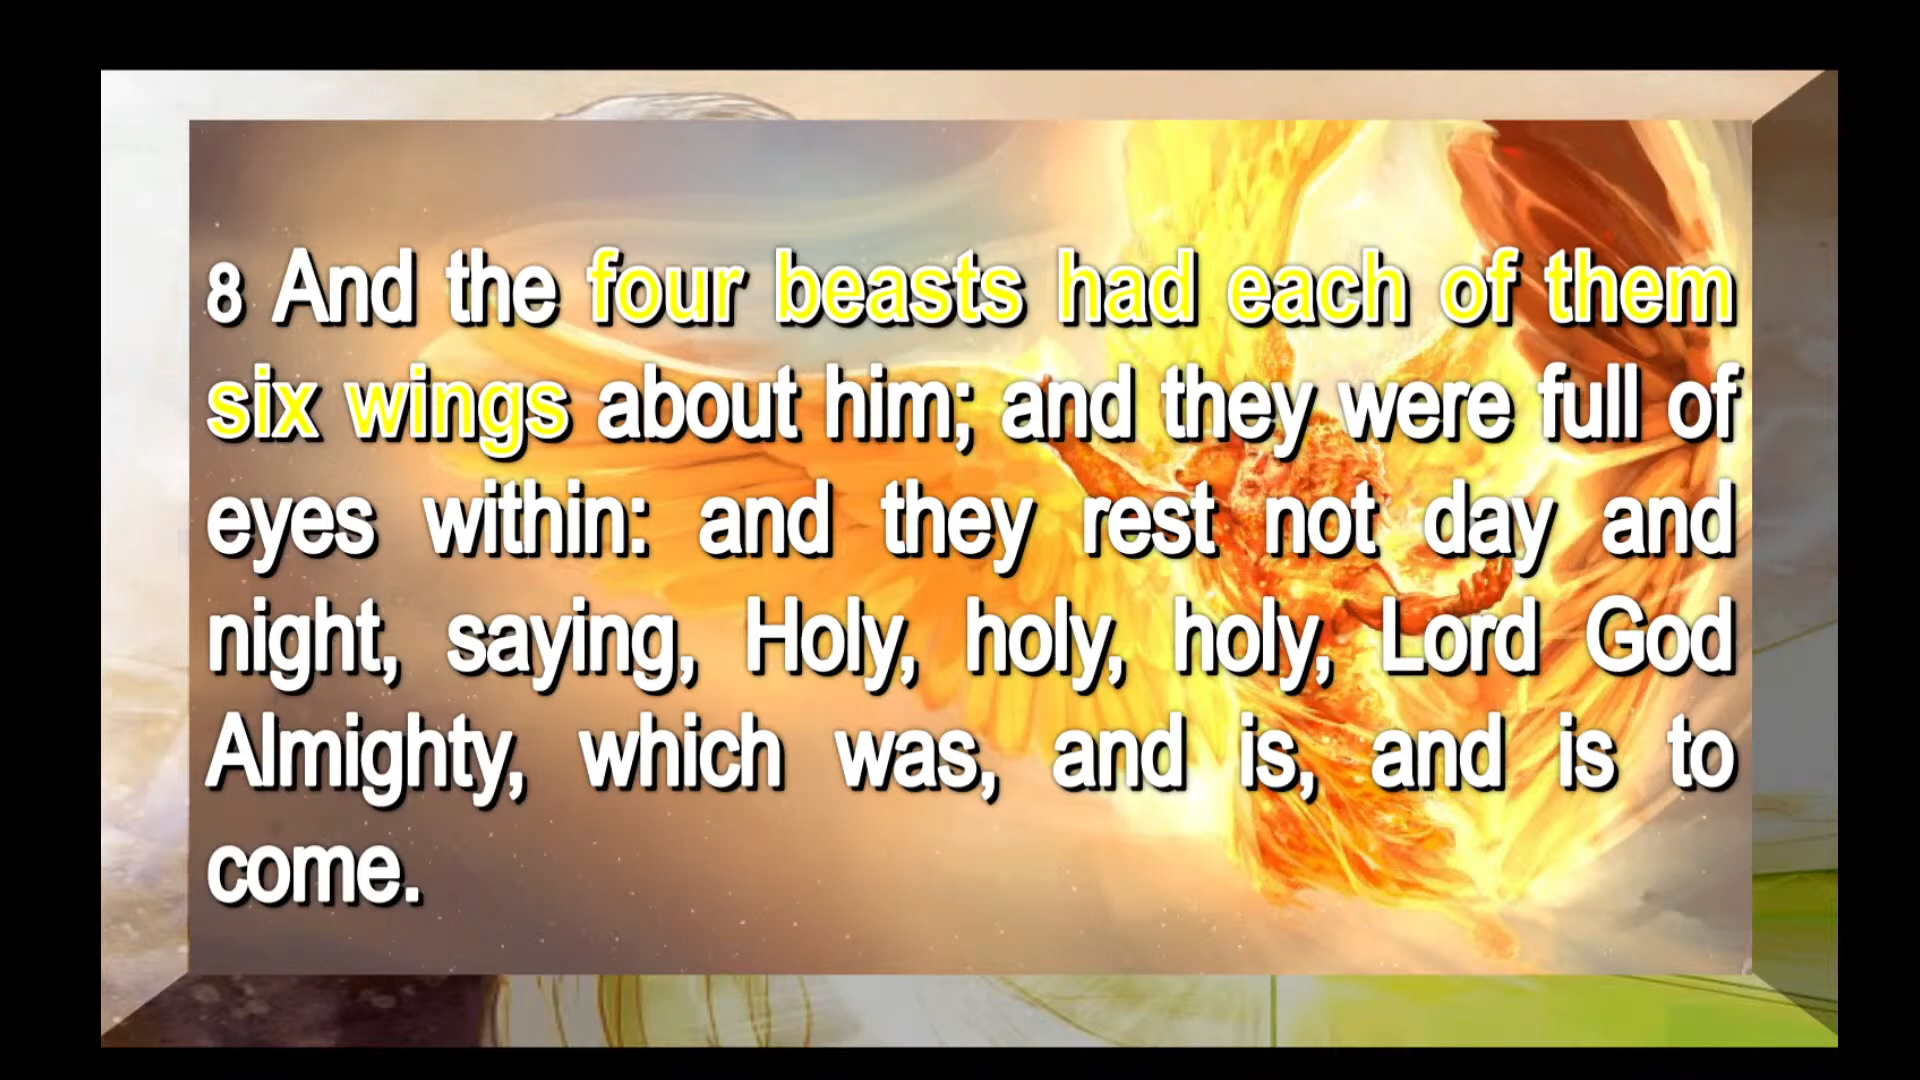 8 And the four beasts had each of them
six wings about him; and they were full of
eyes within: and they rest not day and
night, saying, Holy, holy, holy, Lord God
Almighty, which was, and is, and is to
come.